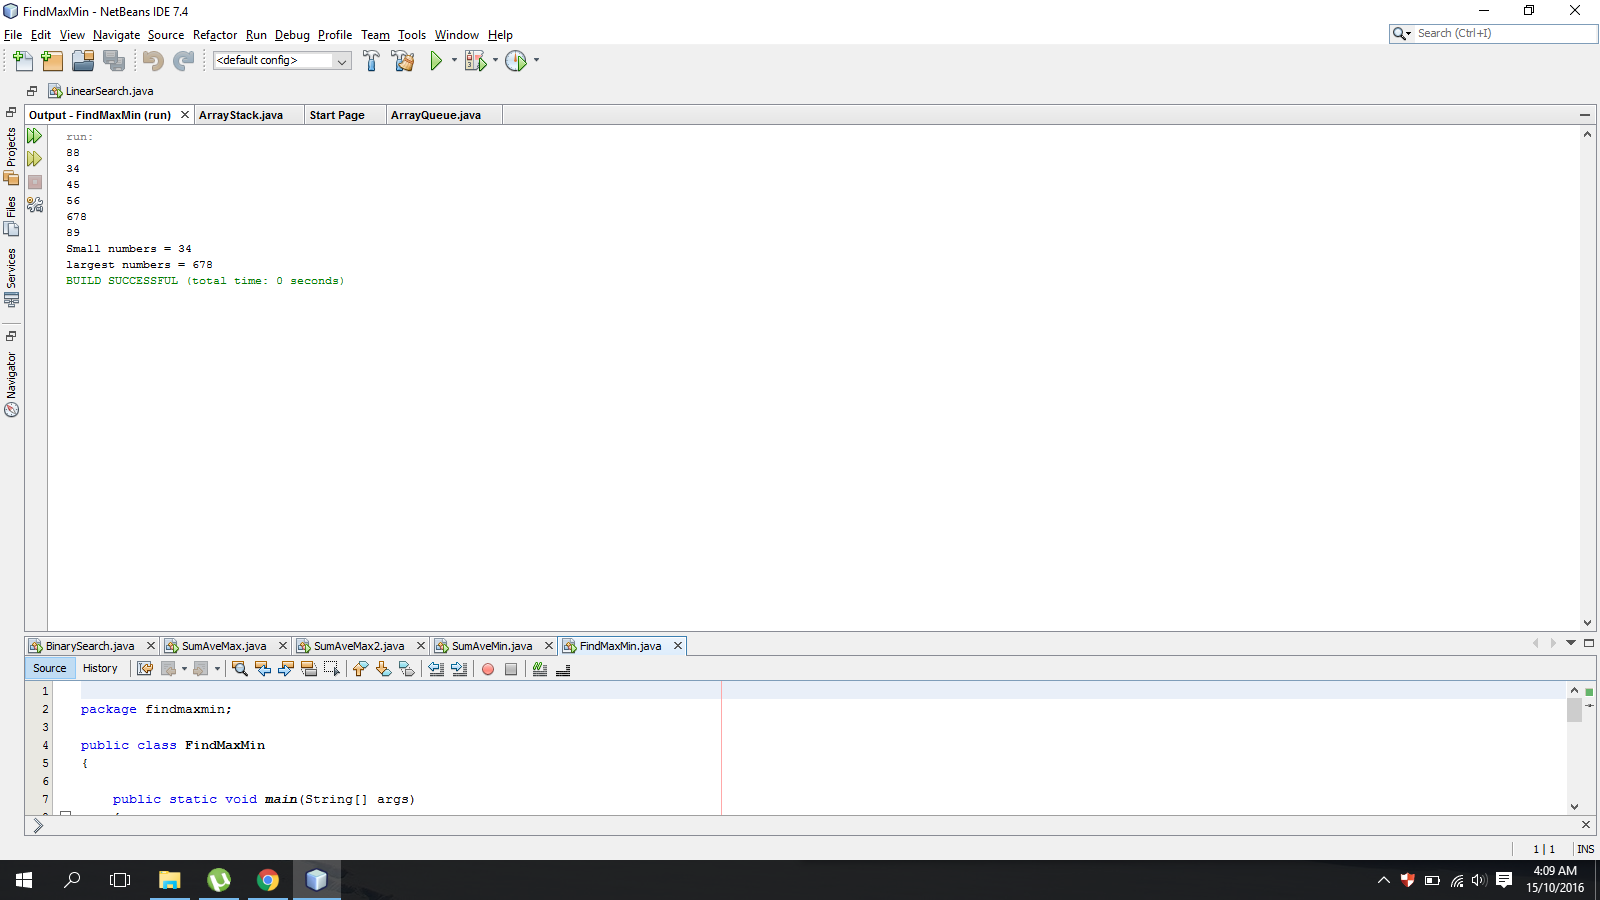 FindMaxMin - NetBeans IDE 7.4
File Edit View Navigate Source Refactor Run Debug Profile Team Tools Window Help
Search (Ctrl+I)
<default config>
LinearSearch.java
Output - FindMaxMin (run) ArrayStack.java Start Page ArrayQueue.java
Projects
Files
Services
Navigator
run:
88
34
45
56
678
89
Small numbers = 34
largest numbers = 678
BUILD SUCCESSFUL (total time: 0 seconds)
BinarySearch.java SumAveMax.java SumAveMax2.java SumAveMin.java FindMaxMin.java
Source History
1
2 package findmaxmin;
3
4 public class FindMaxMin
5 {
6
7 public static void main(String[] args)
1 | 1 INS
4:09 AM
15/10/2016